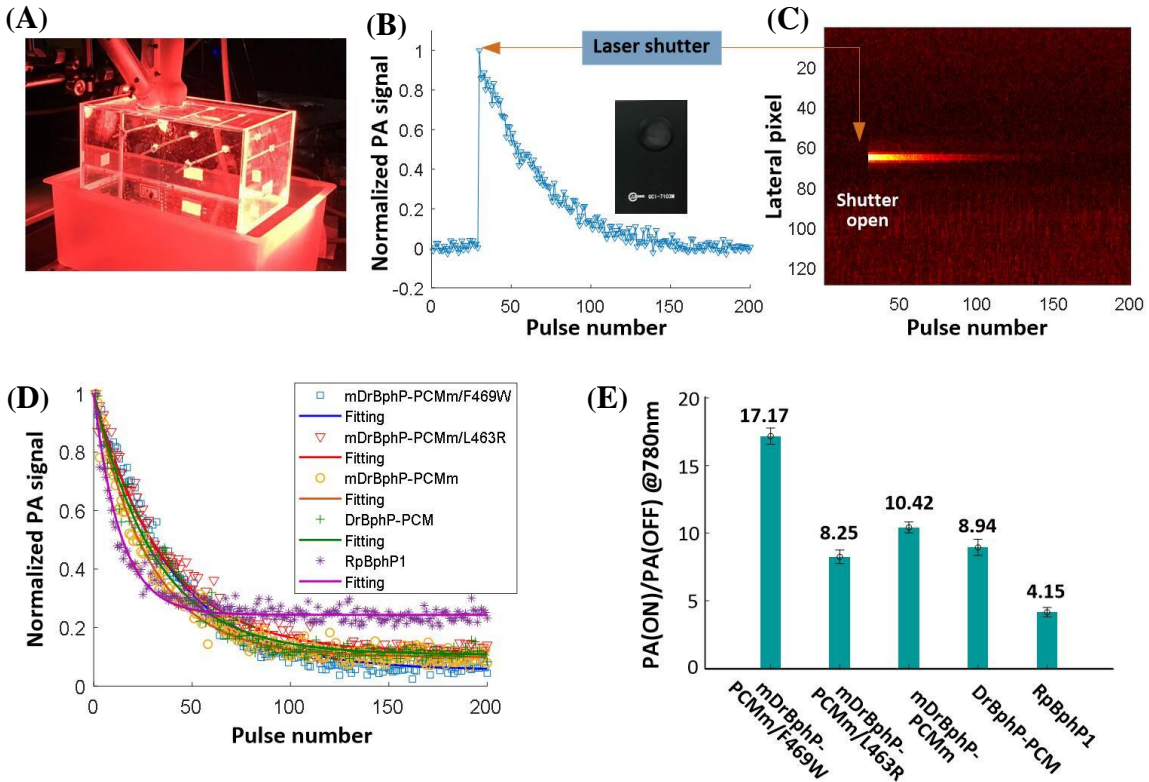 (A)
(B)
Normalized PA signal
1
0.8
0.6
0.4
0.2
0
-0.2
0
50
100
150
200
Pulse number
Laser shutter
GCI-7103M
(C)
Lateral pixel
20
40
60
80
100
120
Shutter
open
50
100
150
200
Pulse number
(D)
Normalized PA signal
1
0.8
0.6
0.4
0.2
0
0
50
100
150
200
Pulse number
mDrBphP-PCMm/F469W
Fitting
mDrBphP-PCMm/L463R
Fitting
mDrBphP-PCMm
Fitting
DrBphP-PCM
Fitting
RpBphP1
Fitting
(E)
PA(ON)/PA(OFF) @780nm
20
15
10
5
0
17.17
8.25
10.42
8.94
4.15
mDrBphP-
PCMm/F469W
mDrBphP-
PCMm/L463R
mDrBphP-
PCMm
DrBphP-PCM
RpBphP1